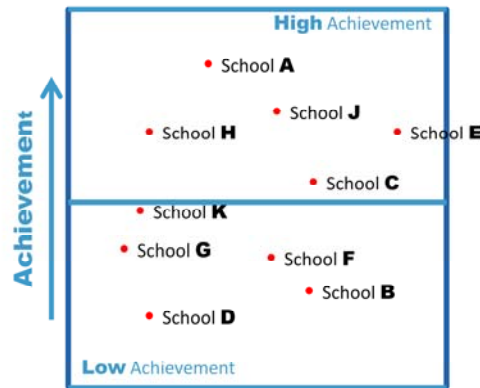 High Achievement
School A
School J
School H
School E
School C
School K
School G
School F
School B
School D
Low Achievement
Achievement